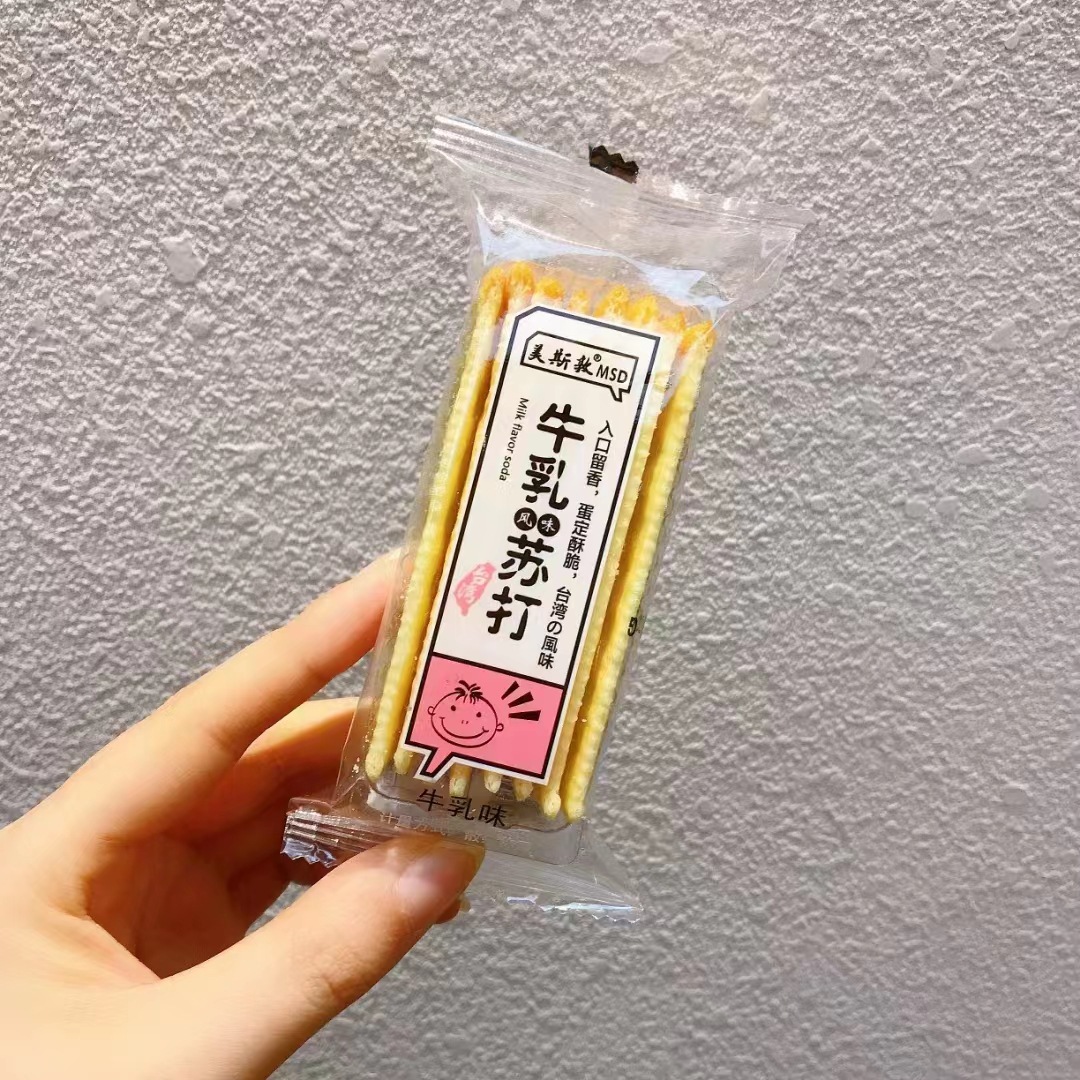 美斯敦®MSD
入口留香，蛋定酥脆，台湾の風味
牛乳风味苏打
Milk flavor soda
台湾
牛乳味